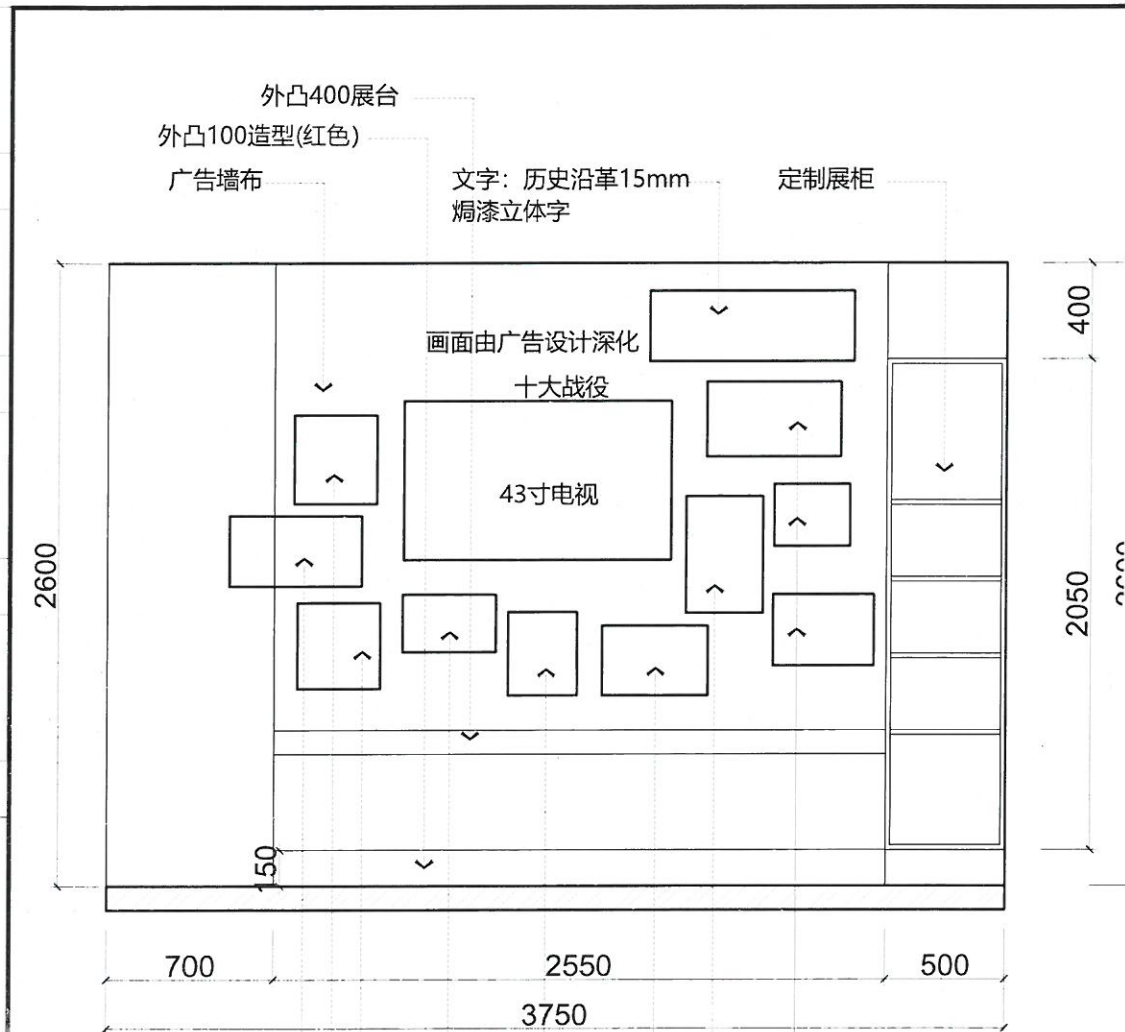 外凸400展台
外凸100造型(红色)
广告墙布
文字：历史沿革15mm
焗漆立体字
定制展柜
画面由广告设计深化
十大战役
43寸电视
2600
400
2050
150
700
2550
500
3750